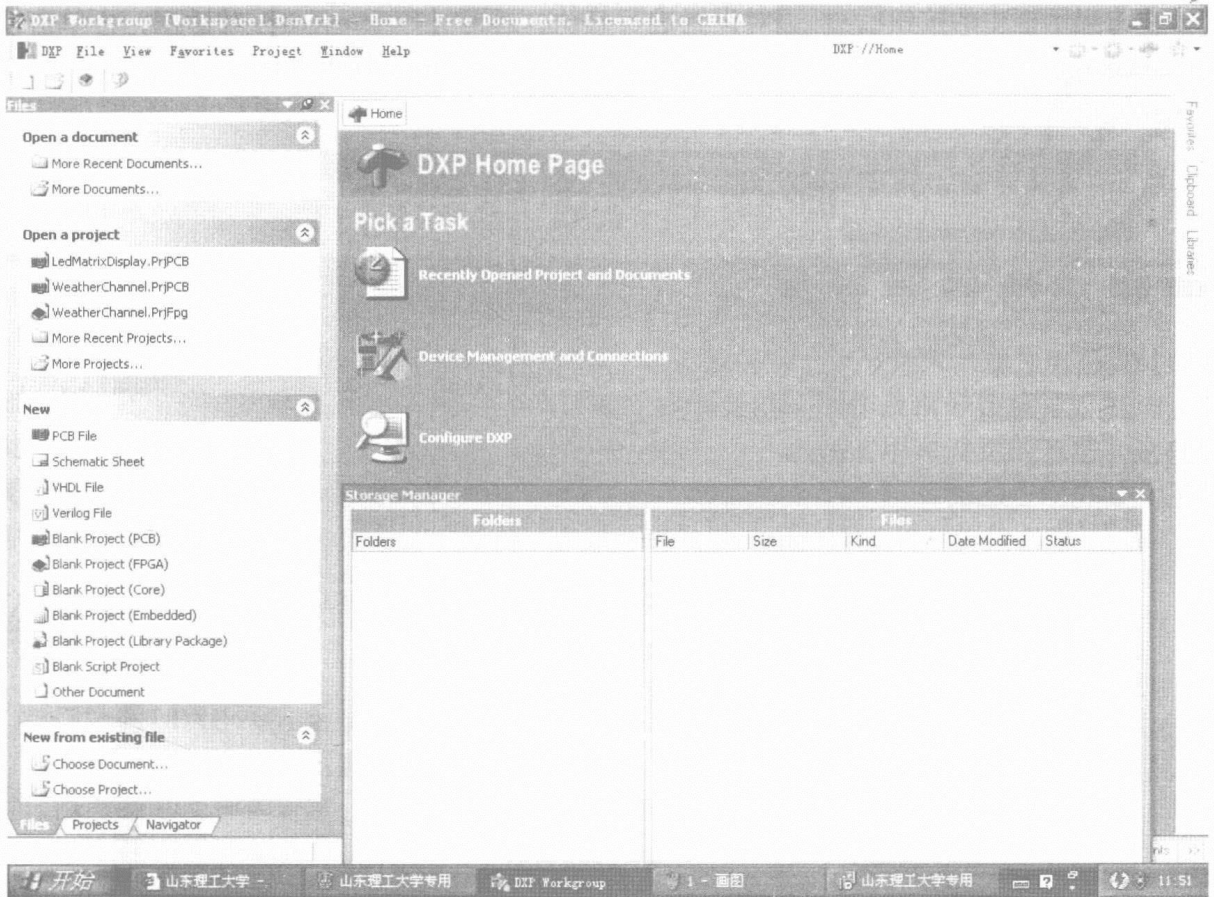 DXP Workgroup [Workspace1.DsnWrk] - Home - Free Documents. Licensed to CHINA
DXP File View Favorites Project Window Help
DXP //Home
Files
Home
Open a document
More Recent Documents...
More Documents...
Open a project
LedMatrixDisplay.PrjPCB
WeatherChannel.PrjPCB
WeatherChannel.PrjFpg
More Recent Projects...
More Projects...
New
PCB File
Schematic Sheet
VHDL File
Verilog File
Blank Project (PCB)
Blank Project (FPGA)
Blank Project (Core)
Blank Project (Embedded)
Blank Project (Library Package)
Blank Script Project
Other Document
New from existing file
Choose Document...
Choose Project...
Files Projects Navigator
DXP Home Page
Pick a Task
Recently Opened Project and Documents
Device Management and Connections
Configure DXP
Storage Manager
Folders
Files
Folders
File Size Kind Date Modified Status
Favorites Clipboard Libraries
开始
山东理工大学 -
山东理工大学专用
DXP Workgroup
1 - 画图
山东理工大学专用
11:51